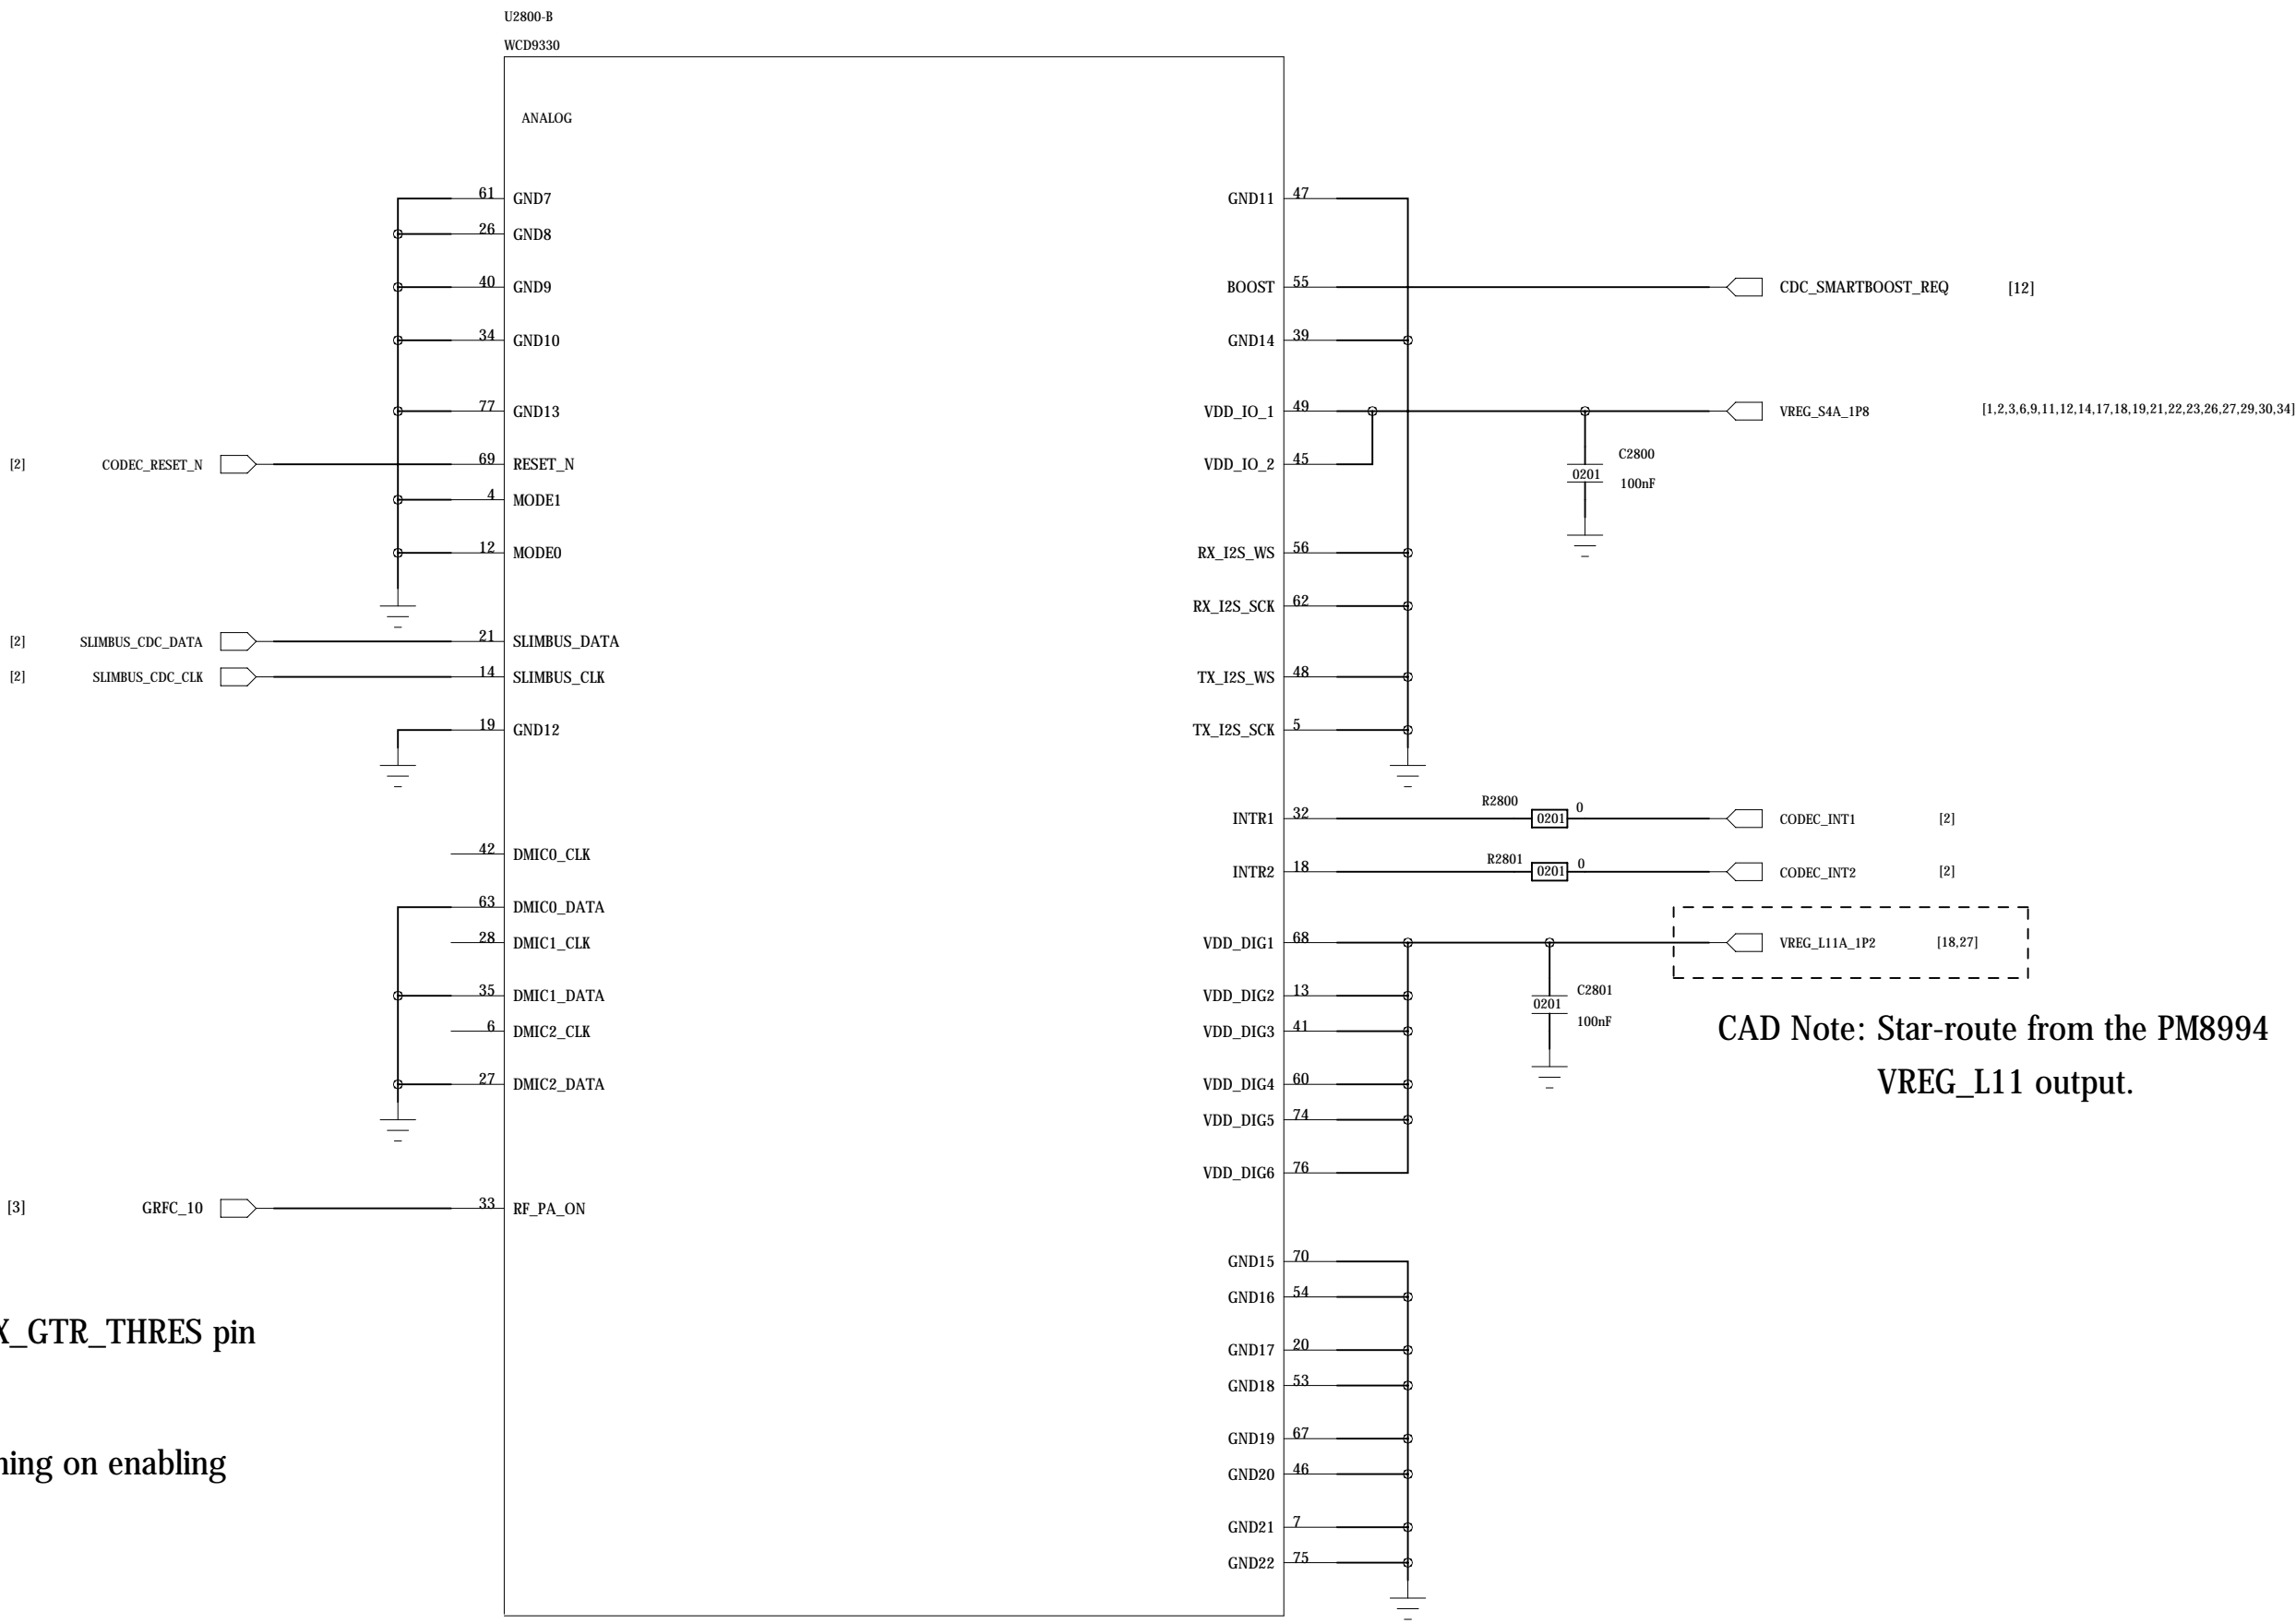 U2800-B
WCD9330
ANALOG
61 GND7
26 GND8
40 GND9
34 GND10
77 GND13
[2] CODEC_RESET_N 69 RESET_N
4 MODE1
12 MODE0
[2] SLIMBUS_CDC_DATA 21 SLIMBUS_DATA
[2] SLIMBUS_CDC_CLK 14 SLIMBUS_CLK
19 GND12
42 DMIC0_CLK
63 DMIC0_DATA
28 DMIC1_CLK
35 DMIC1_DATA
6 DMIC2_CLK
27 DMIC2_DATA
[3] GRFC_10 33 RF_PA_ON
X_GTR_THRES pin
ning on enabling
GND11 47
BOOST 55 CDC_SMARTBOOST_REQ [12]
GND14 39
VDD_IO_1 49 VREG_S4A_1P8 [1,2,3,6,9,11,12,14,17,18,19,21,22,23,26,27,29,30,34]
VDD_IO_2 45
C2800
0201
100nF
RX_I2S_WS 56
RX_I2S_SCK 62
TX_I2S_WS 48
TX_I2S_SCK 5
INTR1 32 R2800 0201 0 CODEC_INT1 [2]
INTR2 18 R2801 0201 0 CODEC_INT2 [2]
VDD_DIG1 68 VREG_L11A_1P2 [18,27]
VDD_DIG2 13
C2801
0201
100nF
VDD_DIG3 41
VDD_DIG4 60
VDD_DIG5 74
VDD_DIG6 76
CAD Note: Star-route from the PM8994
VREG_L11 output.
GND15 70
GND16 54
GND17 20
GND18 53
GND19 67
GND20 46
GND21 7
GND22 75